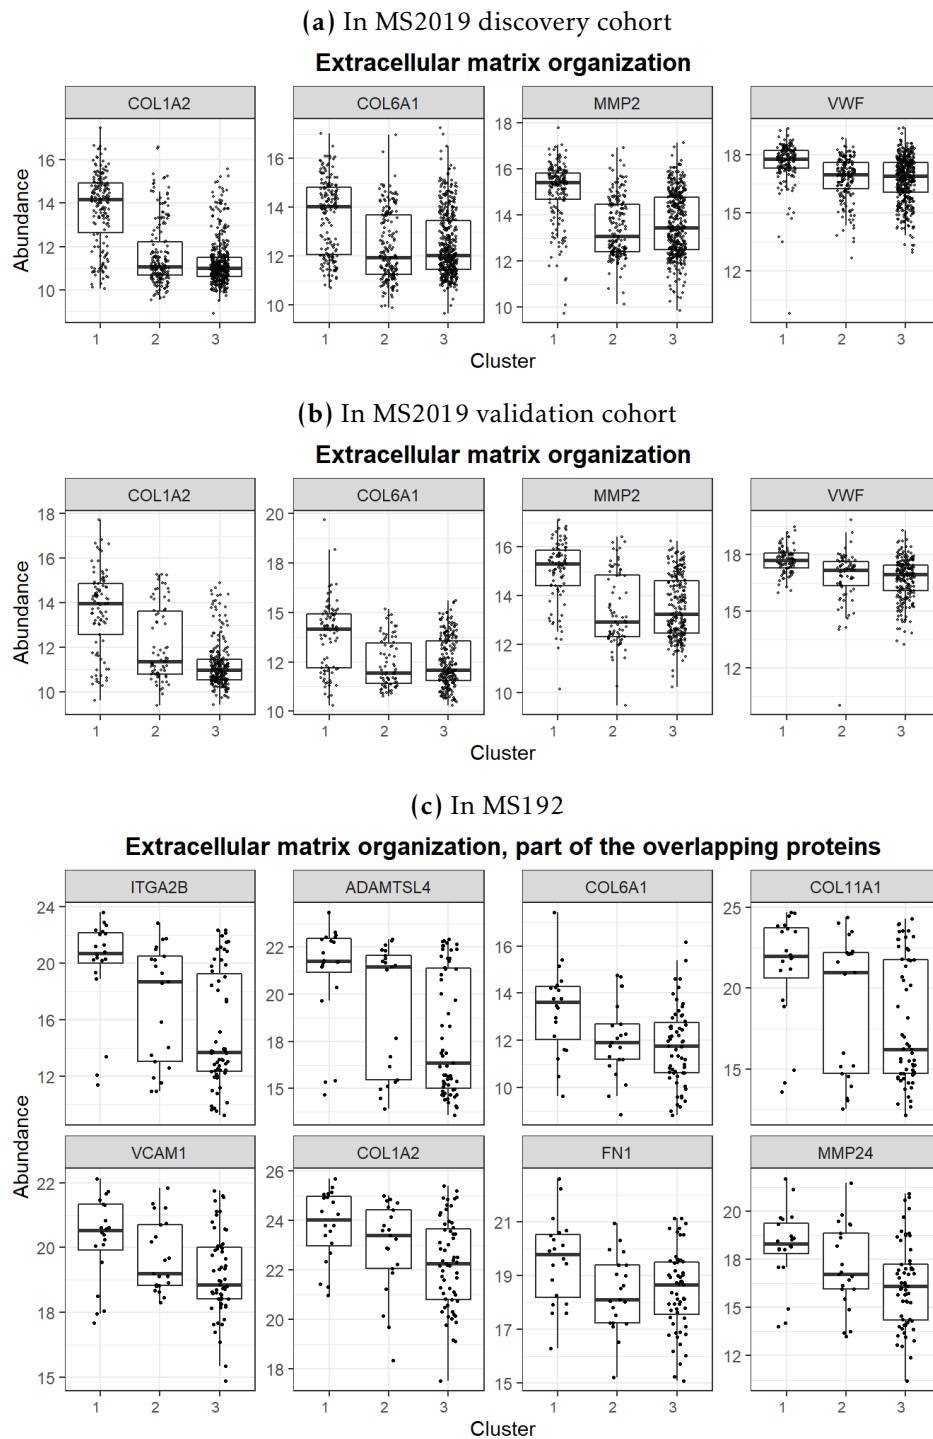 (a) In MS2019 discovery cohort
Extracellular matrix organization
COL1A2 COL6A1 MMP2 VWF
Abundance
16 14 12 10
16 14 12 10
18 16 14 12 10
18 15 12
1 2 3 1 2 3 1 2 3 1 2 3
Cluster
(b) In MS2019 validation cohort
Extracellular matrix organization
COL1A2 COL6A1 MMP2 VWF
Abundance
18 16 14 11 10
20 18 15 12 10
16 14 12 10
18 15 12
1 2 3 1 2 3 1 2 3 1 2 3
Cluster
(c) In MS192
Extracellular matrix organization, part of the overlapping proteins
ITGA2B ADAMTSL4 COL6A1 COL11A1
Abundance
24 20 16 12
22 20 18 15
16 14 12 10
25 20 15
VCAM1 COL1A2 FN1 MMP24
22 20 18 15
26 24 22 20 18
21 19 17 15
20 18 15 12
1 2 3 1 2 3 1 2 3 1 2 3
Cluster